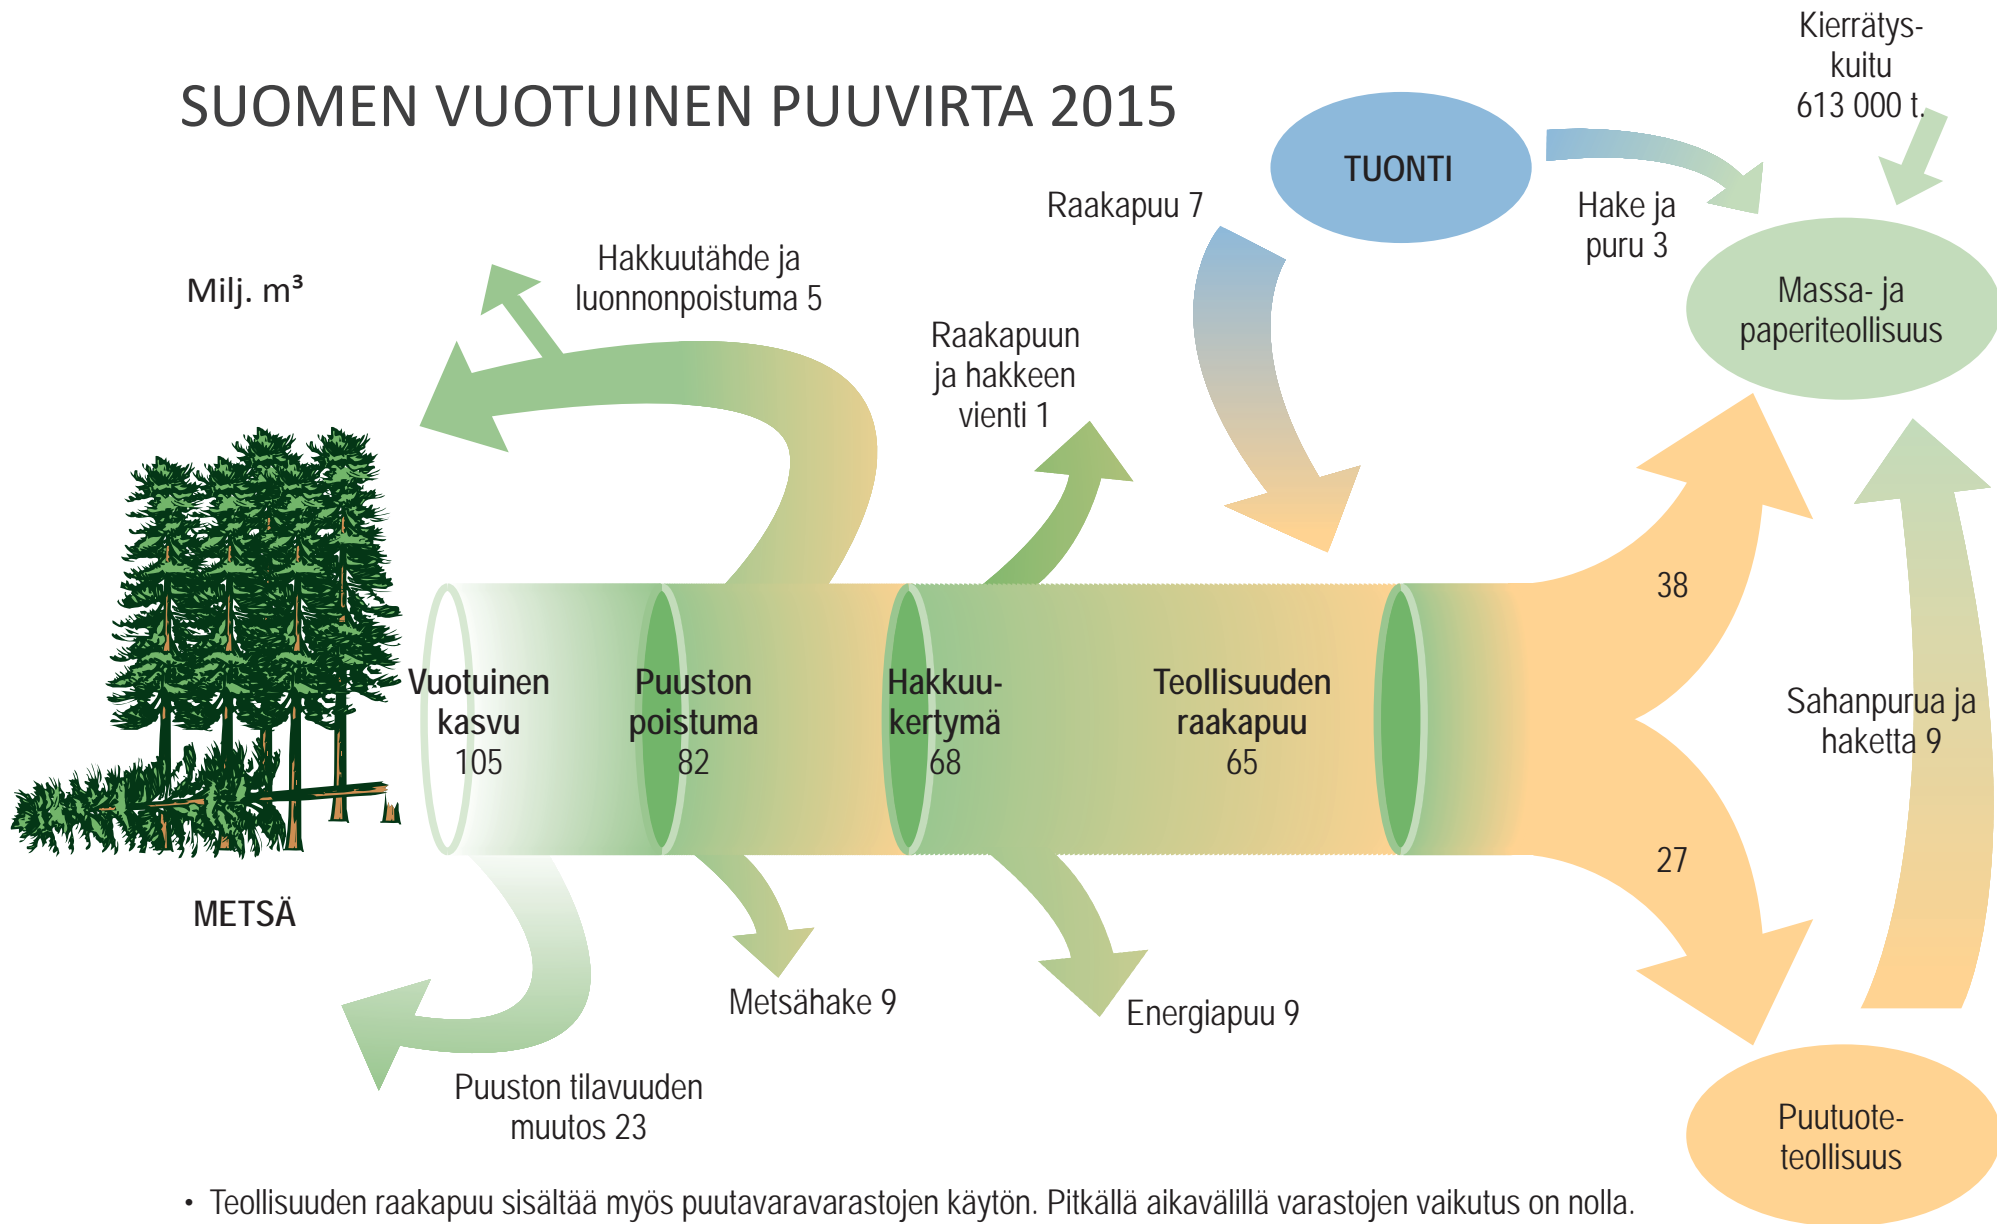 SUOMEN VUOTUINEN PUUVIRTA 2015
Milj. m³
Kierrätys-
kuitu
613 000 t.
TUONTI
Raakapuu 7
Hake ja
puru 3
Hakkuutähde ja
luonnonpoistuma 5
Massa- ja
paperiteollisuus
Raakapuun
ja hakkeen
vienti 1
38
Vuotuinen
kasvu
105
Puuston
poistuma
82
Hakkuu-
kertymä
68
Teollisuuden
raakapuu
65
Sahanpurua ja
haketta 9
27
METSÄ
Metsähake 9
Energiapuu 9
Puuston tilavuuden
muutos 23
Puutuote-
teollisuus
• Teollisuuden raakapuu sisältää myös puutavaravarastojen käytön. Pitkällä aikavälillä varastojen vaikutus on nolla.